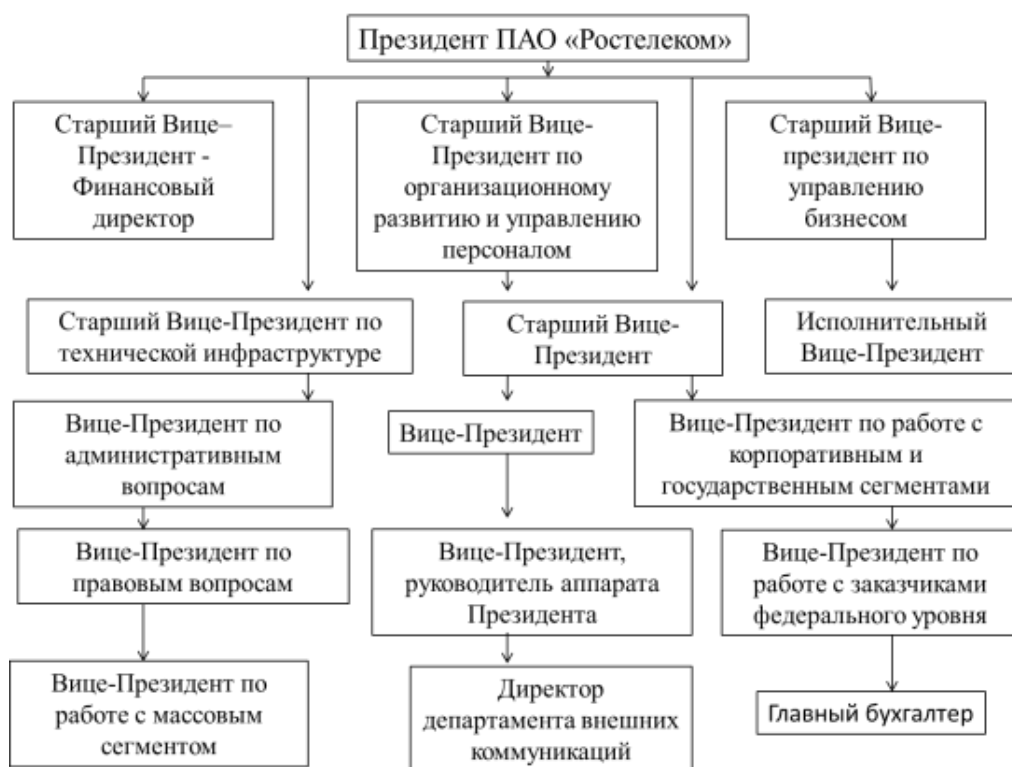 Президент ПАО «Ростелеком»
Старший Вице–
Президент -
Финансовый
директор
Старший Вице-
Президент по
организационному
развитию и управлению
персоналом
Старший Вице-
президент по
управлению
бизнесом
Старший Вице-Президент по
технической инфраструктуре
Старший Вице-
Президент
Исполнительный
Вице-Президент
Вице-Президент по
административным
вопросам
Вице-Президент
Вице-Президент по работе с
корпоративным и
государственным сегментами
Вице-Президент по
правовым вопросам
Вице-Президент,
руководитель аппарата
Президента
Вице-Президент по
работе с заказчиками
федерального уровня
Вице-Президент по
работе с массовым
сегментом
Директор
департамента внешних
коммуникаций
Главный бухгалтер